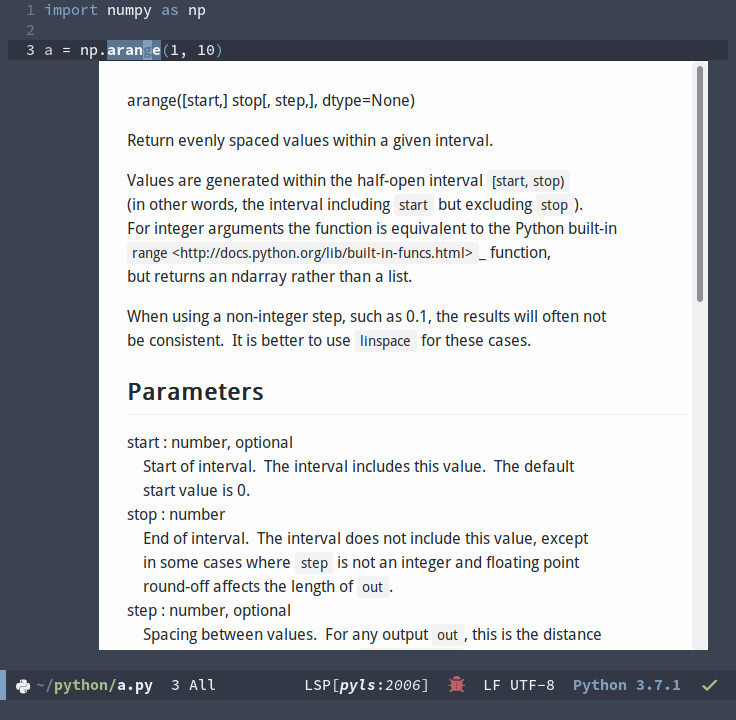 1 import numpy as np
2
3 a = np.arange(1, 10)
arange([start,] stop[, step,], dtype=None)
Return evenly spaced values within a given interval.
Values are generated within the half-open interval [start, stop)
(in other words, the interval including start but excluding stop ).
For integer arguments the function is equivalent to the Python built-in
range <http://docs.python.org/lib/built-in-funcs.html> _ function,
but returns an ndarray rather than a list.
When using a non-integer step, such as 0.1, the results will often not
be consistent. It is better to use linspace for these cases.
Parameters
start : number, optional
Start of interval. The interval includes this value. The default
start value is 0.
stop : number
End of interval. The interval does not include this value, except
in some cases where step is not an integer and floating point
round-off affects the length of out .
step : number, optional
Spacing between values. For any output out , this is the distance
~/python/a.py 3 All LSP[pyls:2006] LF UTF-8 Python 3.7.1